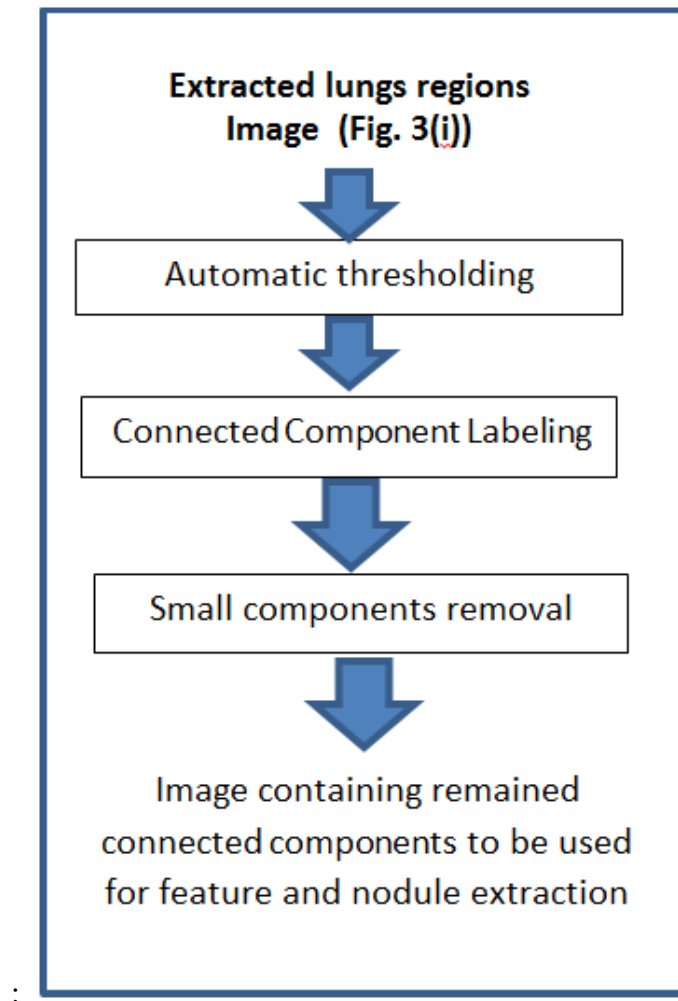 Extracted lungs regions
Image (Fig. 3(i))
Automatic thresholding
Connected Component Labeling
Small components removal
Image containing remained
connected components to be used
for feature and nodule extraction
: